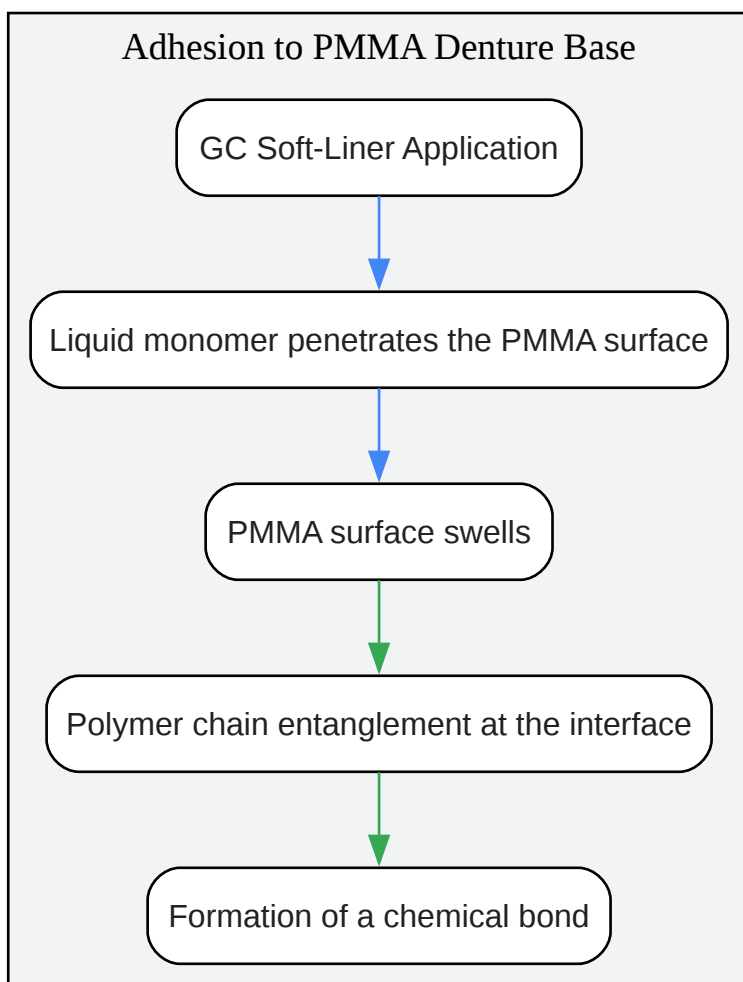 Adhesion to PMMA Denture Base
GC Soft-Liner Application
Liquid monomer penetrates the PMMA surface
PMMA surface swells
Polymer chain entanglement at the interface
Formation of a chemical bond